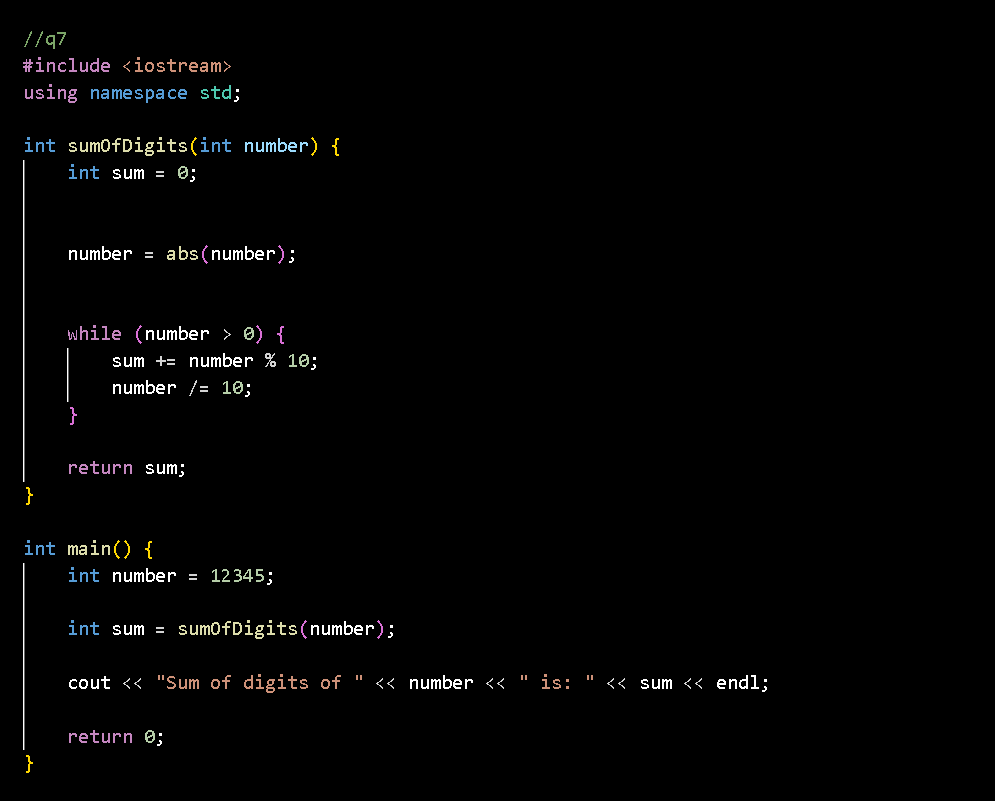 //q7
#include <iostream>
using namespace std;
int sumOfDigits(int number) {
    int sum = 0;
    number = abs(number);
    while (number > 0) {
        sum += number % 10;
        number /= 10;
    }
    return sum;
}
int main() {
    int number = 12345;
    int sum = sumOfDigits(number);
    cout << "Sum of digits of " << number << " is: " << sum << endl;
    return 0;
}